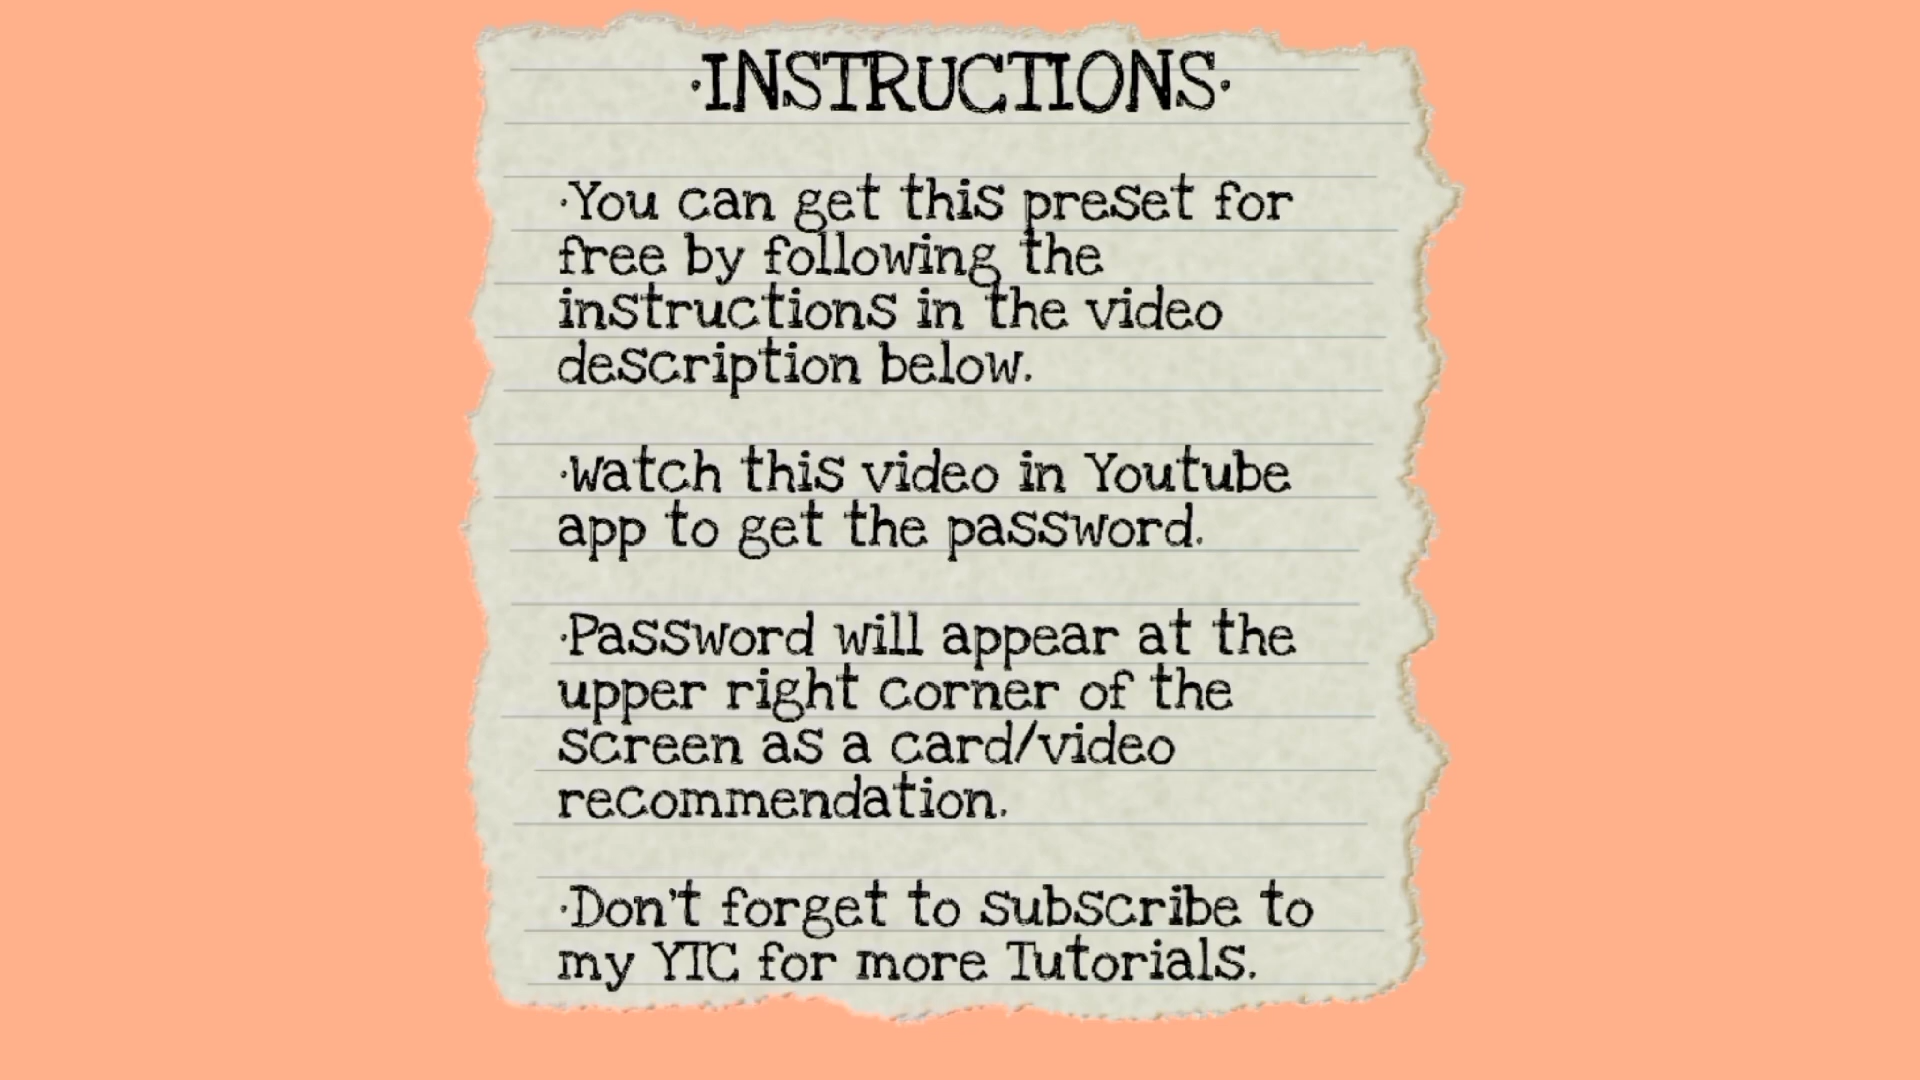 ·INSTRUCTIONS·
·You can get this preset for
free by following the
instructions in the video
description below.
·Watch this video in Youtube
app to get the password.
·Password will appear at the
upper right corner of the
screen as a card/video
recommendation.
·Don't forget to subscribe to
my YTC for more Tutorials.